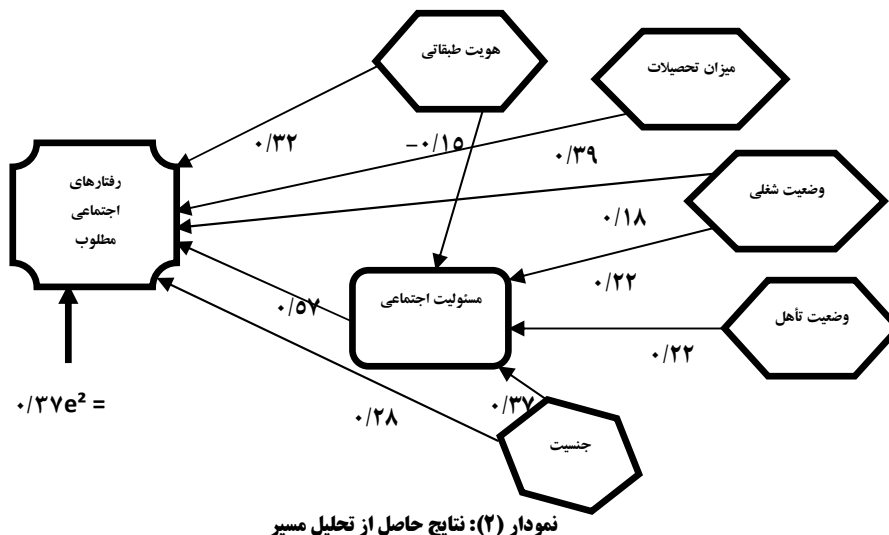 هویت طبقاتی
میزان تحصیلات
۰/۳۲
−۰/۱۵
۰/۳۹
رفتارهای
اجتماعی
مطلوب
وضعیت شغلی
۰/۱۸
۰/۲۲
مسئولیت اجتماعی
۰/۵۷
وضعیت تأهل
۰/۲۲
۰/۳۷e² =
۰/۲۸
۰/۳۷
جنسیت
نمودار (۲): نتایج حاصل از تحلیل مسیر